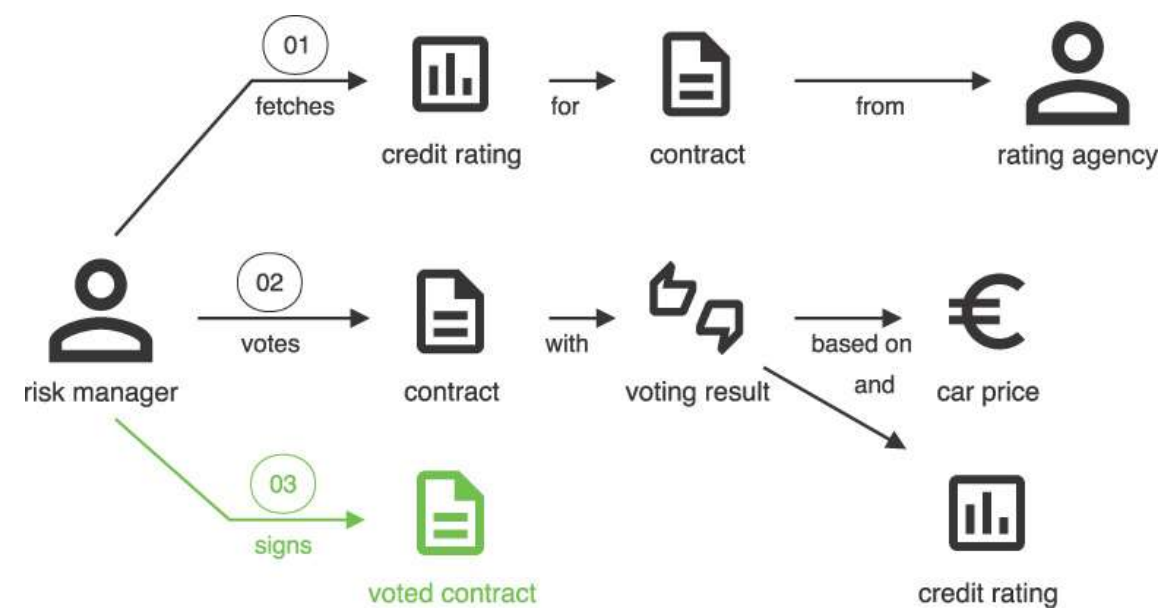 01
fetches
for
from
credit rating
contract
rating agency
02
votes
with
based on
and
risk manager
contract
voting result
car price
03
signs
voted contract
credit rating